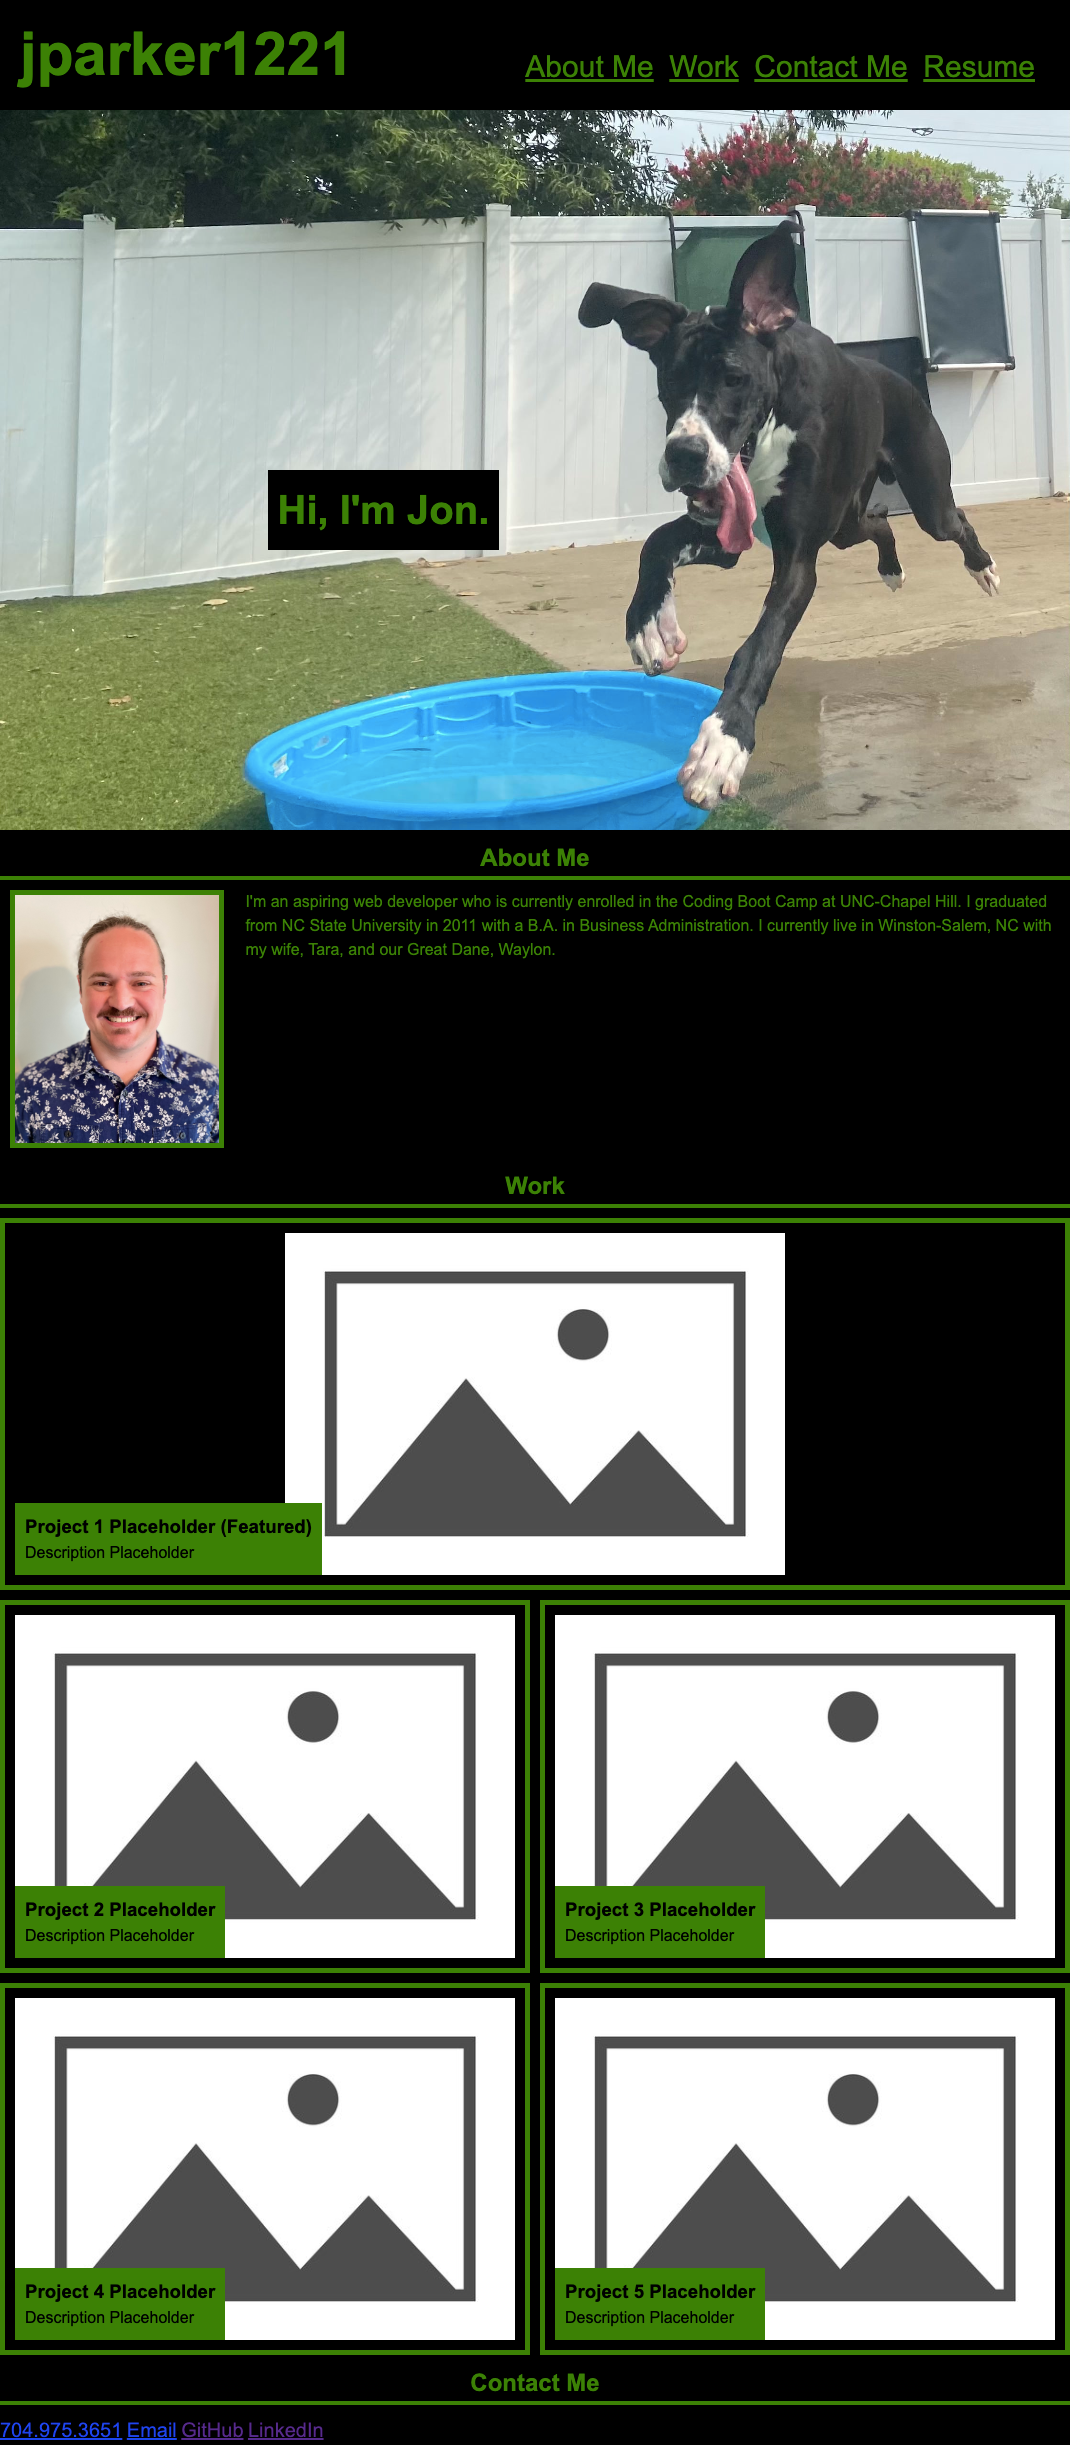 jparker1221
About Me Work Contact Me Resume
Hi, I'm Jon.
About Me
I'm an aspiring web developer who is currently enrolled in the Coding Boot Camp at UNC-Chapel Hill. I graduated
from NC State University in 2011 with a B.A. in Business Administration. I currently live in Winston-Salem, NC with
my wife, Tara, and our Great Dane, Waylon.
Work
Project 1 Placeholder (Featured)
Description Placeholder
Project 2 Placeholder
Description Placeholder
Project 3 Placeholder
Description Placeholder
Project 4 Placeholder
Description Placeholder
Project 5 Placeholder
Description Placeholder
Contact Me
704.975.3651 Email GitHub LinkedIn